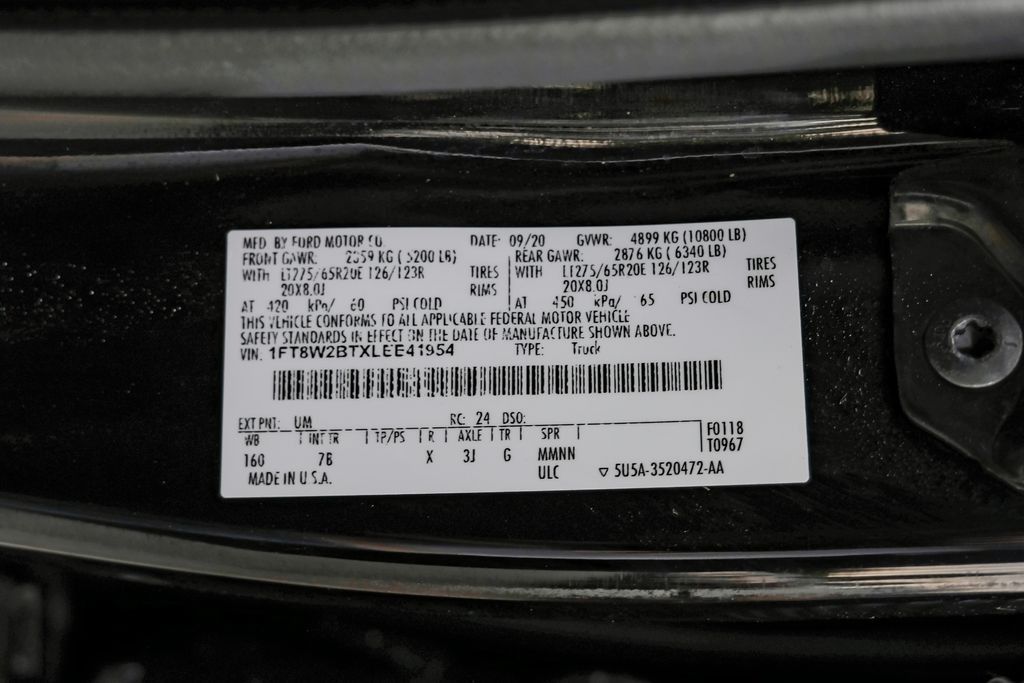 MFD. BY FORD MOTOR CO. DATE: 09/20 GVWR: 4899 KG (10800 LB)
FRONT GAWR: 2359 KG (5200 LB) REAR GAWR: 2876 KG (6340 LB)
WITH LT275/65R20E 126/123R TIRES WITH LT275/65R20E 126/123R TIRES
20X8.0J RIMS 20X8.0J RIMS
AT 420 kPa/ 60 PSI COLD AT 450 kPa/ 65 PSI COLD
THIS VEHICLE CONFORMS TO ALL APPLICABLE FEDERAL MOTOR VEHICLE
SAFETY STANDARDS IN EFFECT ON THE DATE OF MANUFACTURE SHOWN ABOVE.
VIN: 1FT8W2BTXLEE41954 TYPE: Truck
EXT PNT: UM RC: 24 DSO:
WB INT TR TP/PS R AXLE TR SPR F0118
160 7B X 3J G MMNN T0967
MADE IN U.S.A. ULC ▽ 5U5A-3520472-AA